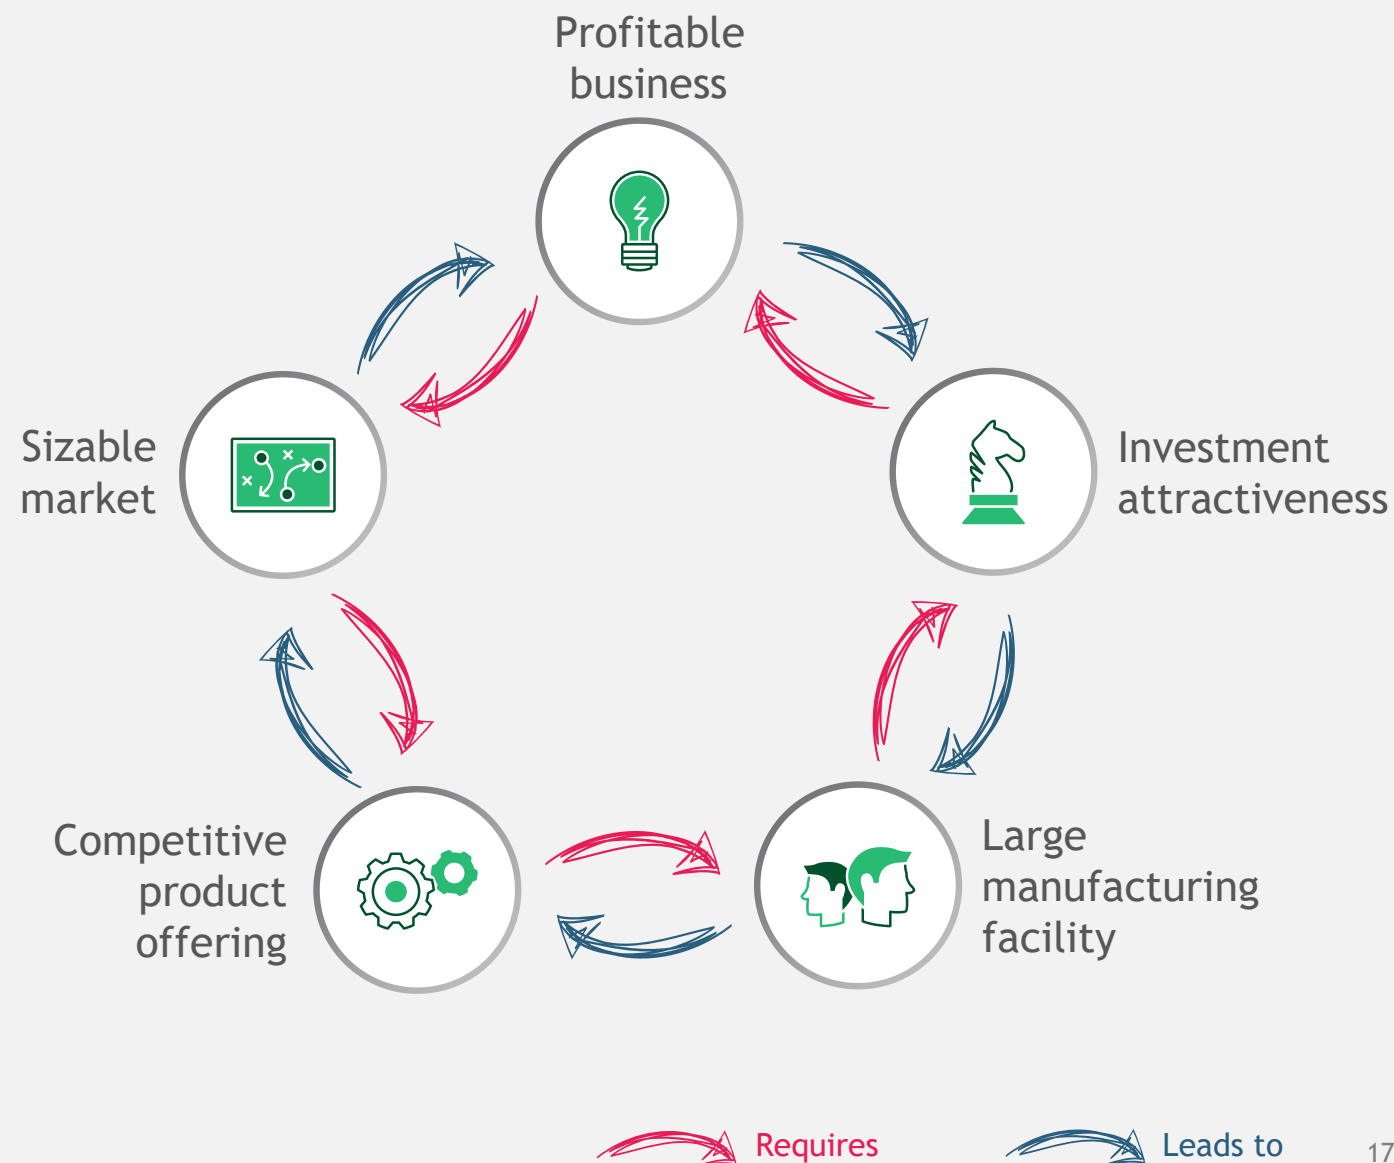 Profitable
business
Sizable
market
Investment
attractiveness
Competitive
product
offering
Large
manufacturing
facility
Requires
Leads to
17